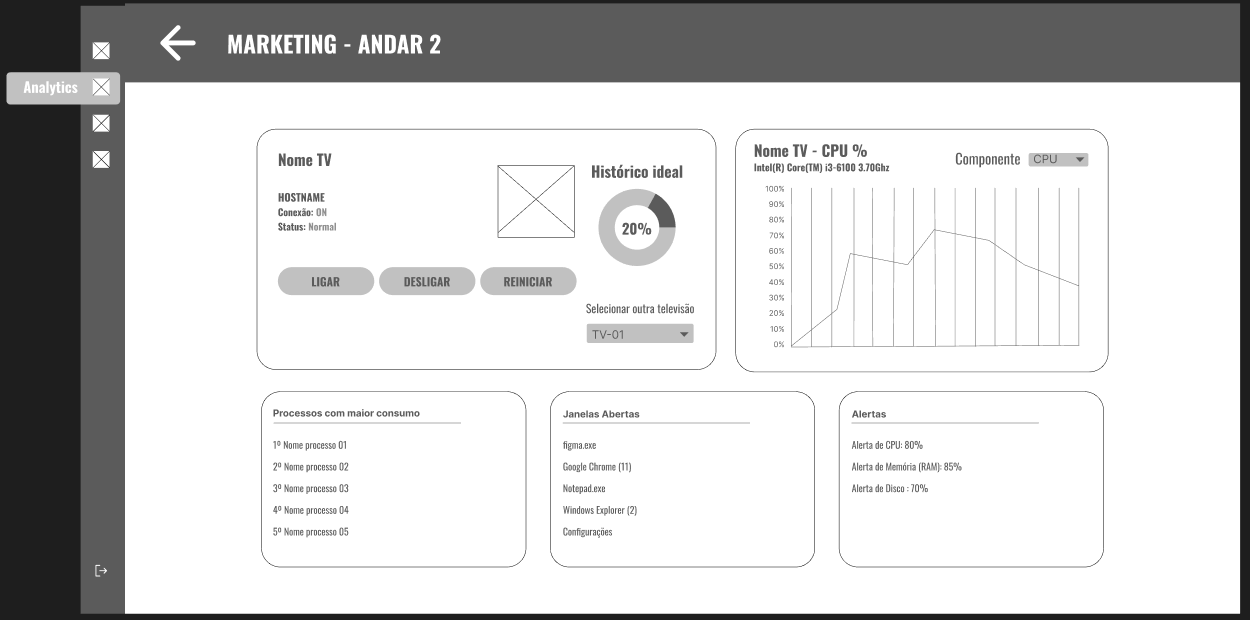 MARKETING - ANDAR 2
Analytics
Nome TV
HOSTNAME
Conexão: ON
Status: Normal
LIGAR
DESLIGAR
REINICIAR
Histórico ideal
20%
Selecionar outra televisão
TV-01
Nome TV - CPU %
Intel(R) Core(TM) i3-6100 3.70Ghz
Componente
CPU
100%
90%
80%
70%
60%
50%
40%
30%
20%
10%
0%
Processos com maior consumo
1º Nome processo 01
2º Nome processo 02
3º Nome processo 03
4º Nome processo 04
5º Nome processo 05
Janelas Abertas
figma.exe
Google Chrome (11)
Notepad.exe
Windows Explorer (2)
Configurações
Alertas
Alerta de CPU: 80%
Alerta de Memória (RAM): 85%
Alerta de Disco : 70%